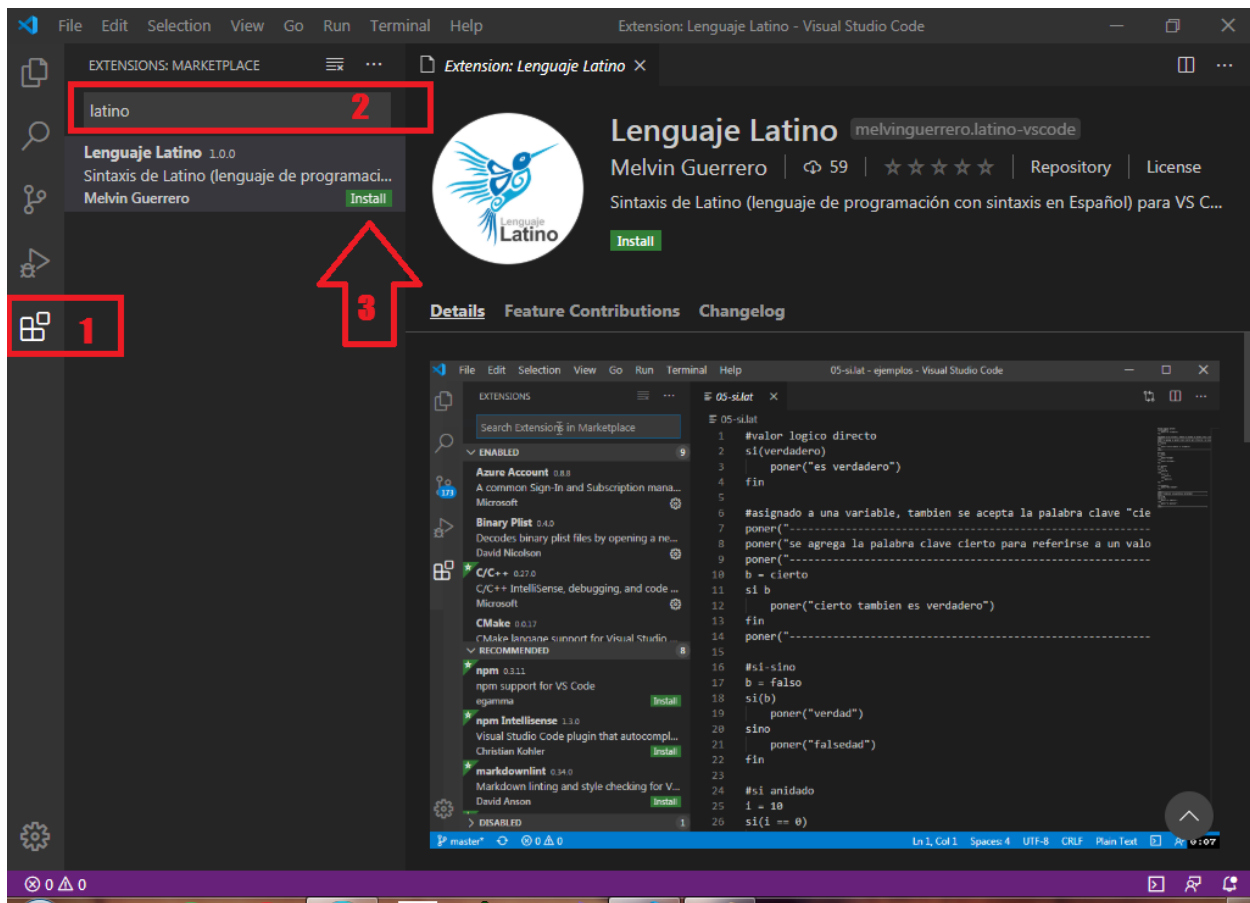 File Edit Selection View Go Run Terminal Help Extension: Lenguaje Latino - Visual Studio Code
EXTENSIONS: MARKETPLACE
latino
2
Lenguaje Latino 1.0.0
Sintaxis de Latino (lenguaje de programaci...
Melvin Guerrero Install
3
1
Extension: Lenguaje Latino
Lenguaje
Latino
Lenguaje Latino melvinguerrero.latino-vscode
Melvin Guerrero 59 Repository License
Sintaxis de Latino (lenguaje de programación con sintaxis en Español) para VS C...
Install
Details Feature Contributions Changelog
File Edit Selection View Go Run Terminal Help 05-si.lat - ejemplos - Visual Studio Code
EXTENSIONS
Search Extensions in Marketplace
173
ENABLED 9
Azure Account 0.8.8
A common Sign-In and Subscription mana...
Microsoft
Binary Plist 0.4.0
Decodes binary plist files by opening a ne...
David Nicolson
C/C++ 0.27.0
C/C++ IntelliSense, debugging, and code ...
Microsoft
CMake 0.0.17
CMake langage support for Visual Studio ...
RECOMMENDED 8
npm 0.3.11
npm support for VS Code
egamma Install
npm Intellisense 1.3.0
Visual Studio Code plugin that autocompl...
Christian Kohler Install
markdownlint 0.34.0
Markdown linting and style checking for V...
David Anson Install
DISABLED 1
05-si.lat
05-si.lat
1 #valor logico directo
2 si(verdadero)
3 poner("es verdadero")
4 fin
5
6 #asignado a una variable, tambien se acepta la palabra clave "cie
7 poner("-------------------------------------------
8 poner("se agrega la palabra clave cierto para referirse a un valo
9 poner("-------------------------------------------
10 b = cierto
11 si b
12 poner("cierto tambien es verdadero")
13 fin
14 poner("-------------------------------------------
15
16 #si-sino
17 b = falso
18 si(b)
19 poner("verdad")
20 sino
21 poner("falsedad")
22 fin
23
24 #si anidado
25 i = 10
26 si(i == 0)
master* 0 0 Ln 1, Col 1 Spaces: 4 UTF-8 CRLF Plain Text 0:07
0 0